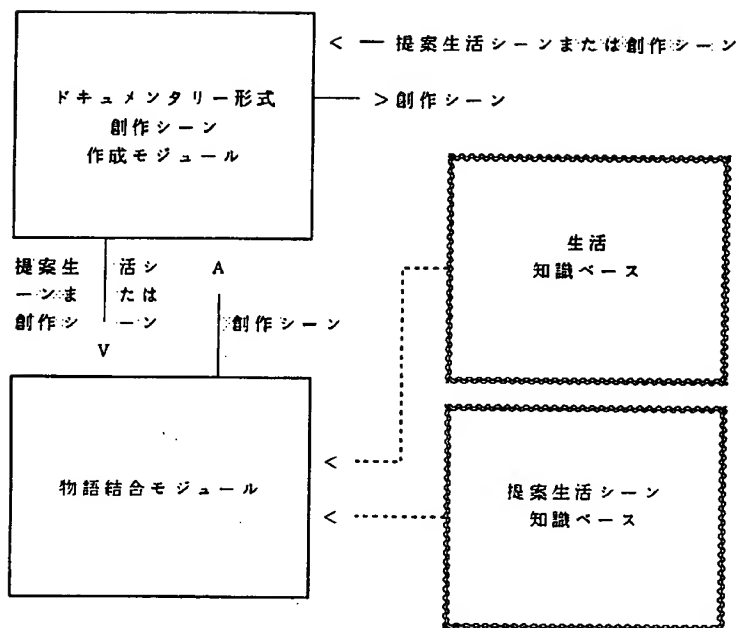 < — 提案生活シーンまたは創作シーン
ドキュメンタリー形式
創作シーン
作成モジュール
> 創作シーン
生活
知識ベース
提案生 活シ
ーンま たは
創作シ ーン
A
V
創作シーン
<
物語結合モジュール
<
提案生活シーン
知識ベース